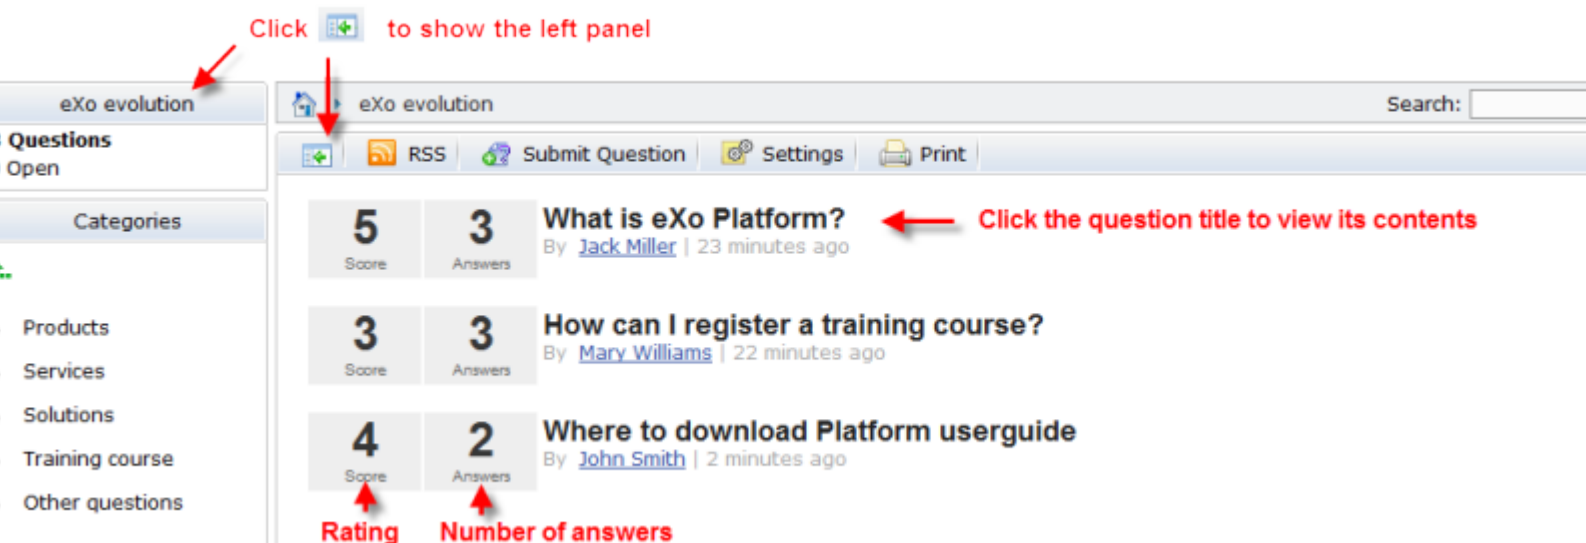 Click to show the left panel
eXo evolution
eXo evolution
Search:
Questions
Open
RSS
Submit Question
Settings
Print
Categories
Products
Services
Solutions
Training course
Other questions
5
Score
3
Answers
What is eXo Platform?
By Jack Miller | 23 minutes ago
Click the question title to view its contents
3
Score
3
Answers
How can I register a training course?
By Mary Williams | 22 minutes ago
4
Score
2
Answers
Where to download Platform userguide
By John Smith | 2 minutes ago
Rating
Number of answers